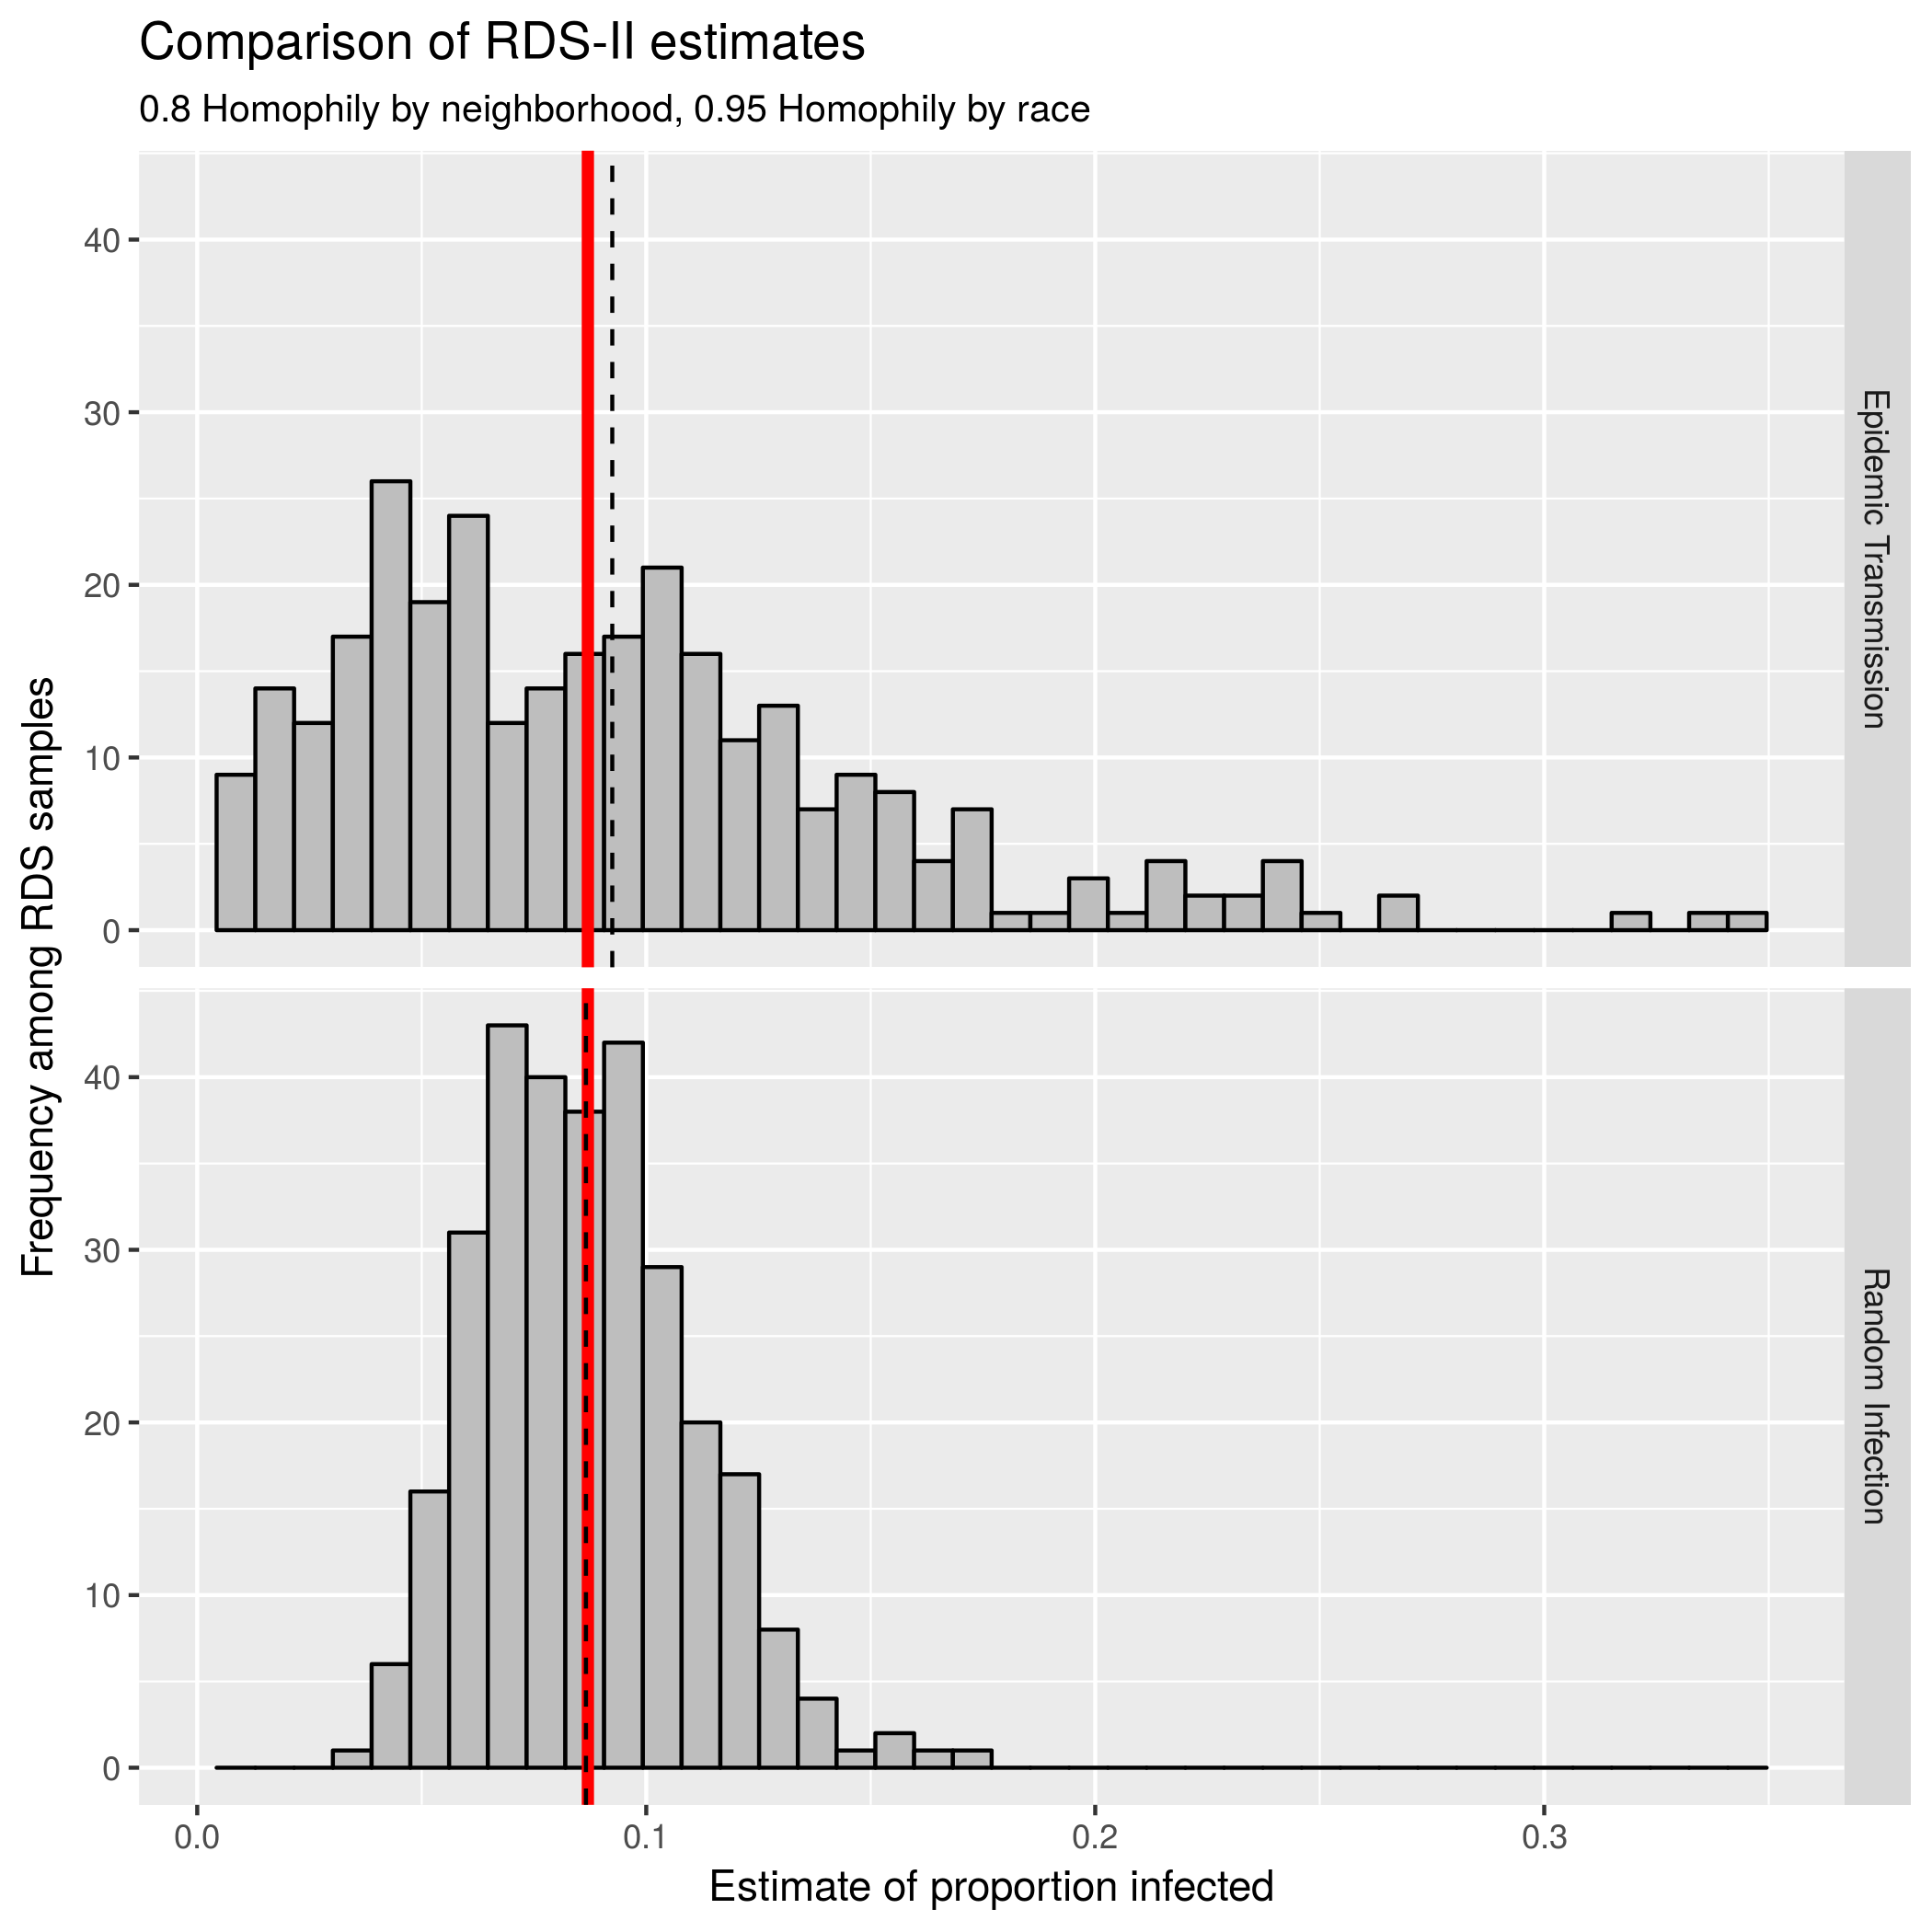 Comparison of RDS-II estimates
0.8 Homophily by neighborhood, 0.95 Homophily by race
Frequency among RDS samples
40
30
20
10
0
Epidemic Transmission
40
30
20
10
0
Random Infection
0.0
0.1
0.2
0.3
Estimate of proportion infected